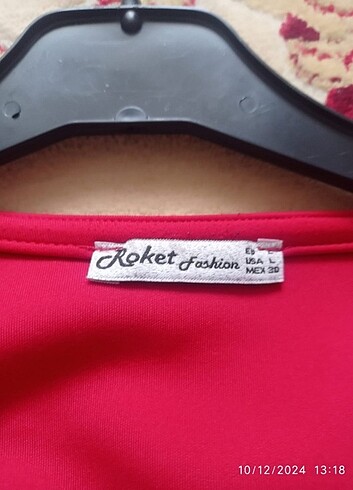 Roket Fashion
USA L
MEX 30
10/12/2024 13:18